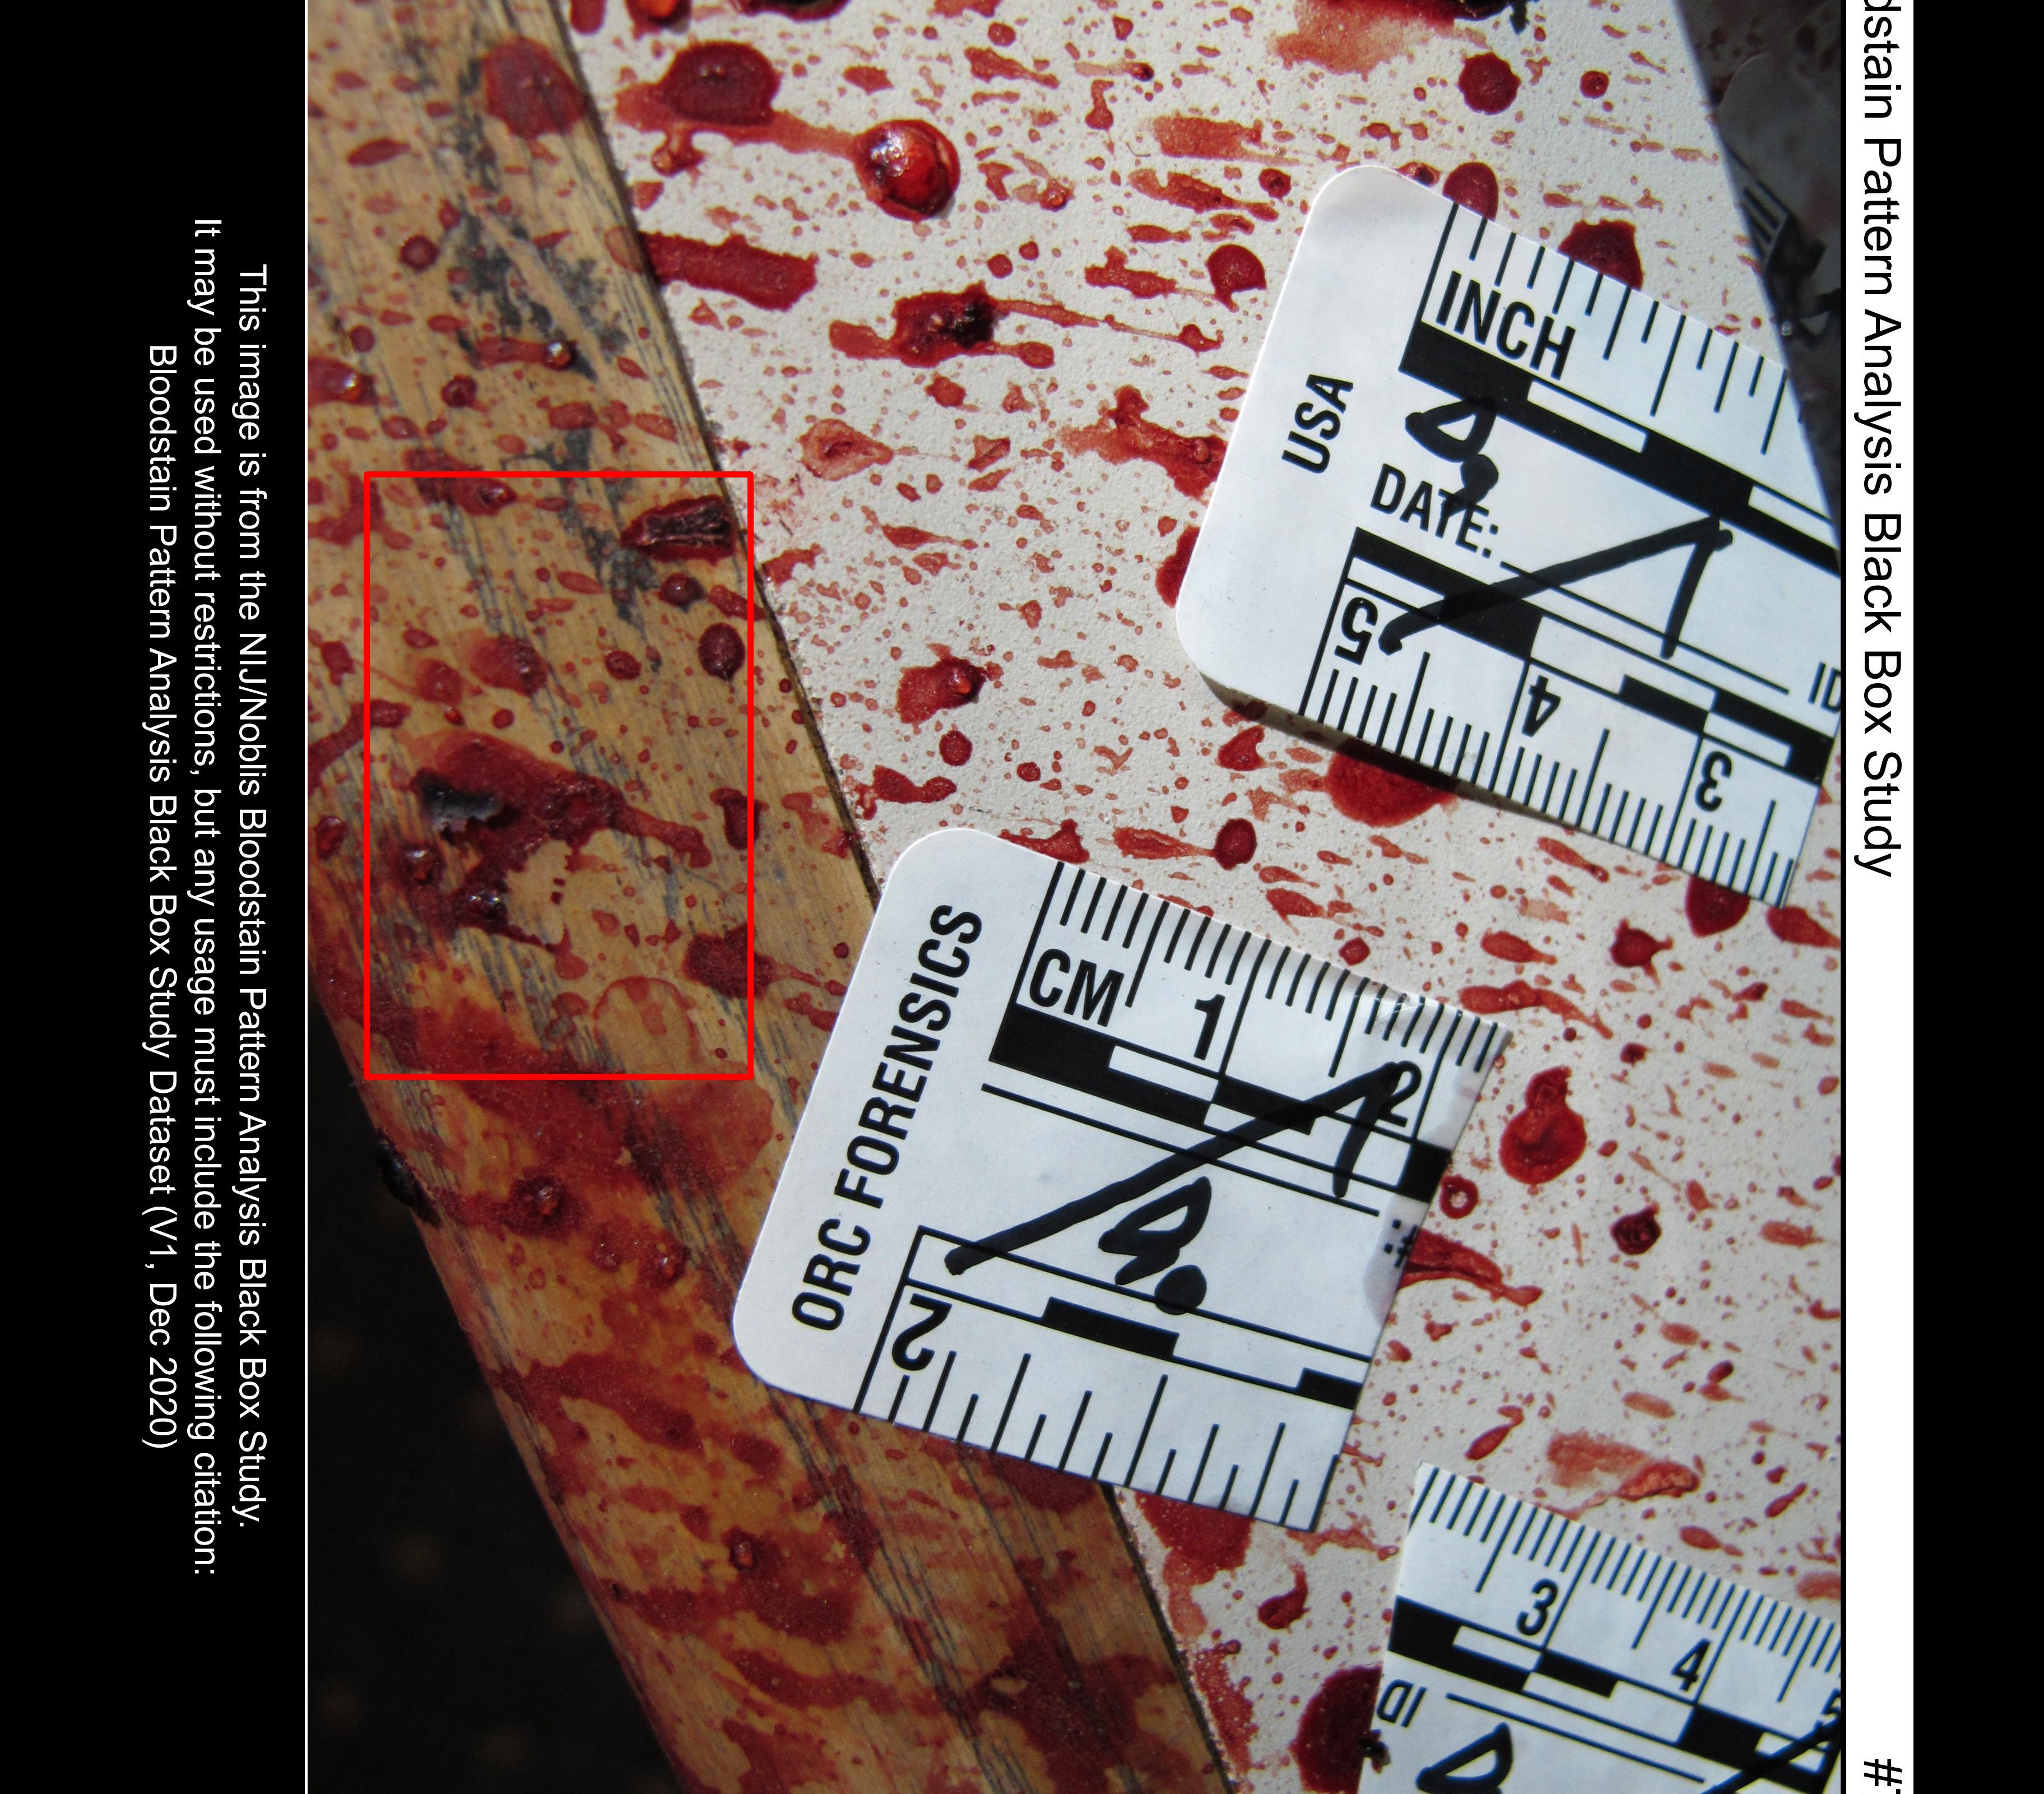 dstain Pattern Analysis Black Box Study
#
This image is from the NIJ/Noblis Bloodstain Pattern Analysis Black Box Study.
It may be used without restrictions, but any usage must include the following citation:
Bloodstain Pattern Analysis Black Box Study Dataset (V1, Dec 2020)
INCH
USA
DATE:
ID
5
4
3
CM
1
2
ORC FORENSICS
#:
2
3
4
5
ID